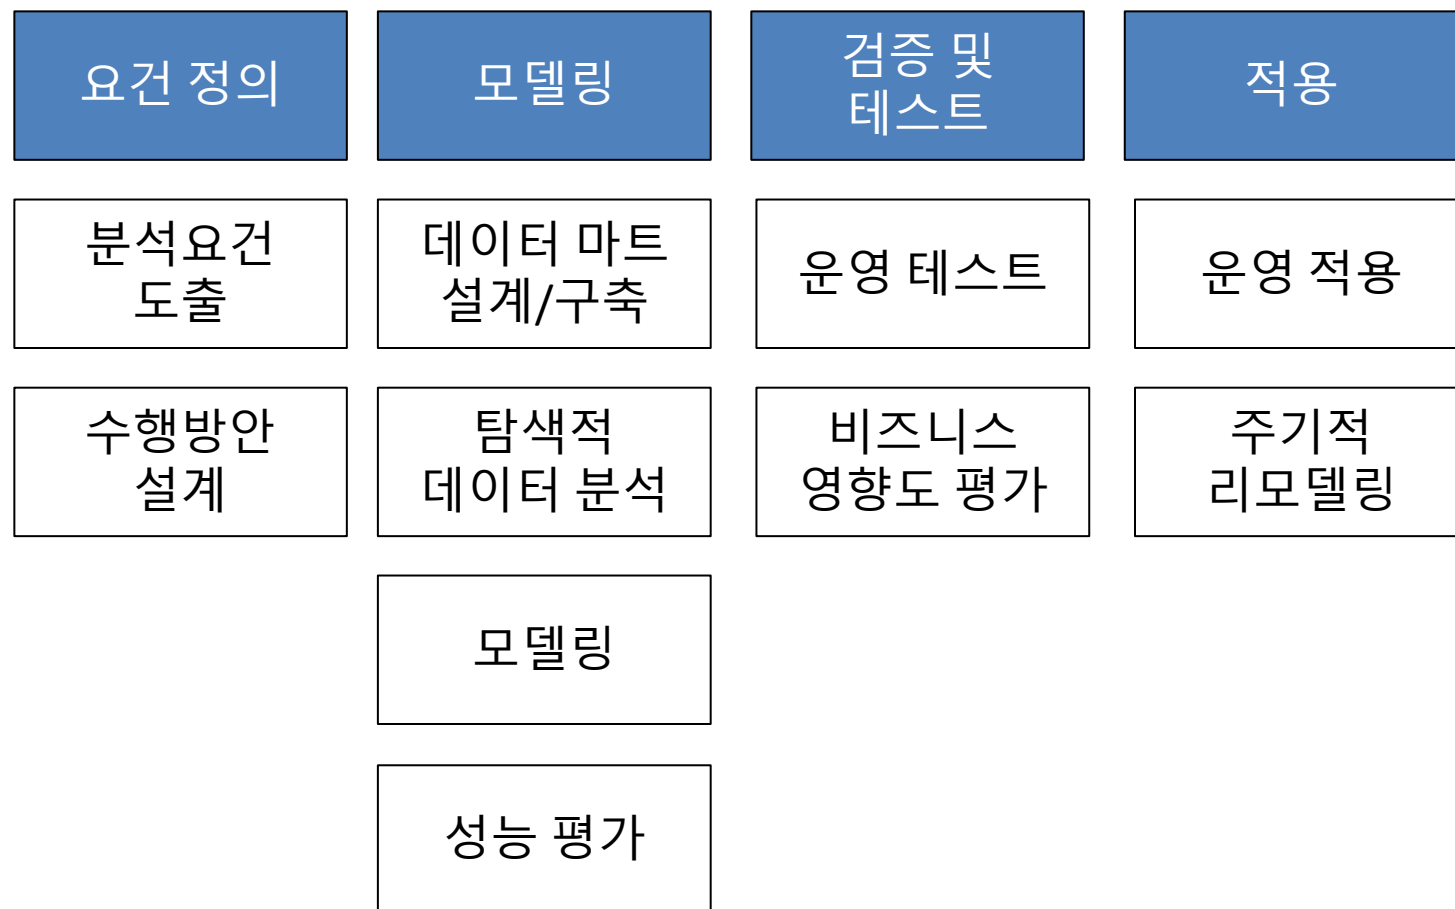 요건 정의
모델링
검증 및
테스트
적용
분석요건
도출
데이터 마트
설계/구축
운영 테스트
운영 적용
수행방안
설계
탐색적
데이터 분석
비즈니스
영향도 평가
주기적
리모델링
모델링
성능 평가